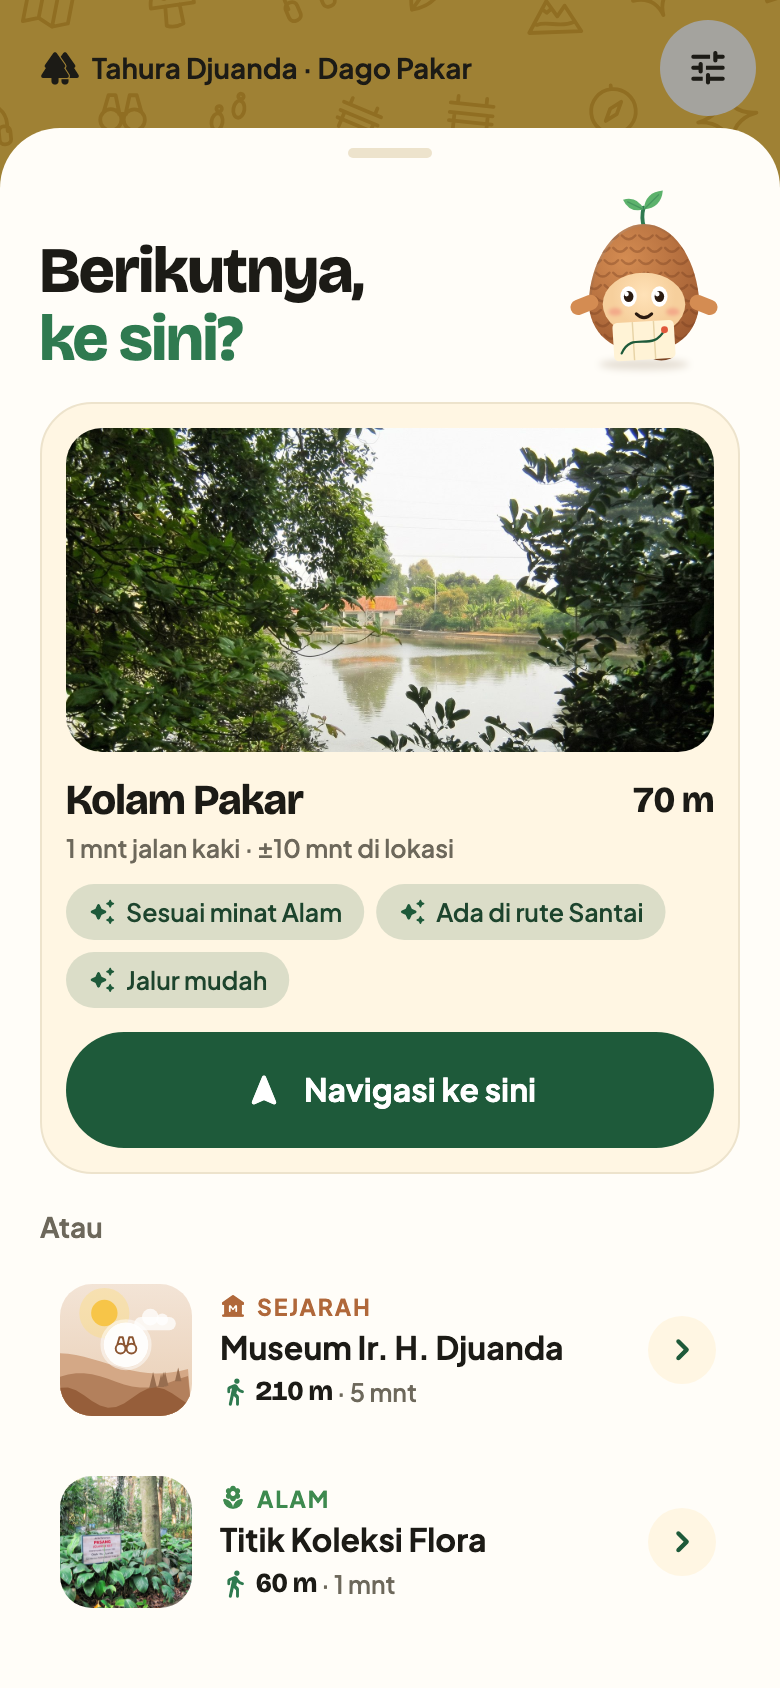 Tahura Djuanda · Dago Pakar
Berikutnya,
ke sini?
Kolam Pakar
70 m
1 mnt jalan kaki · ±10 mnt di lokasi
Sesuai minat Alam
Ada di rute Santai
Jalur mudah
Navigasi ke sini
Atau
SEJARAH
Museum Ir. H. Djuanda
210 m · 5 mnt
ALAM
Titik Koleksi Flora
60 m · 1 mnt